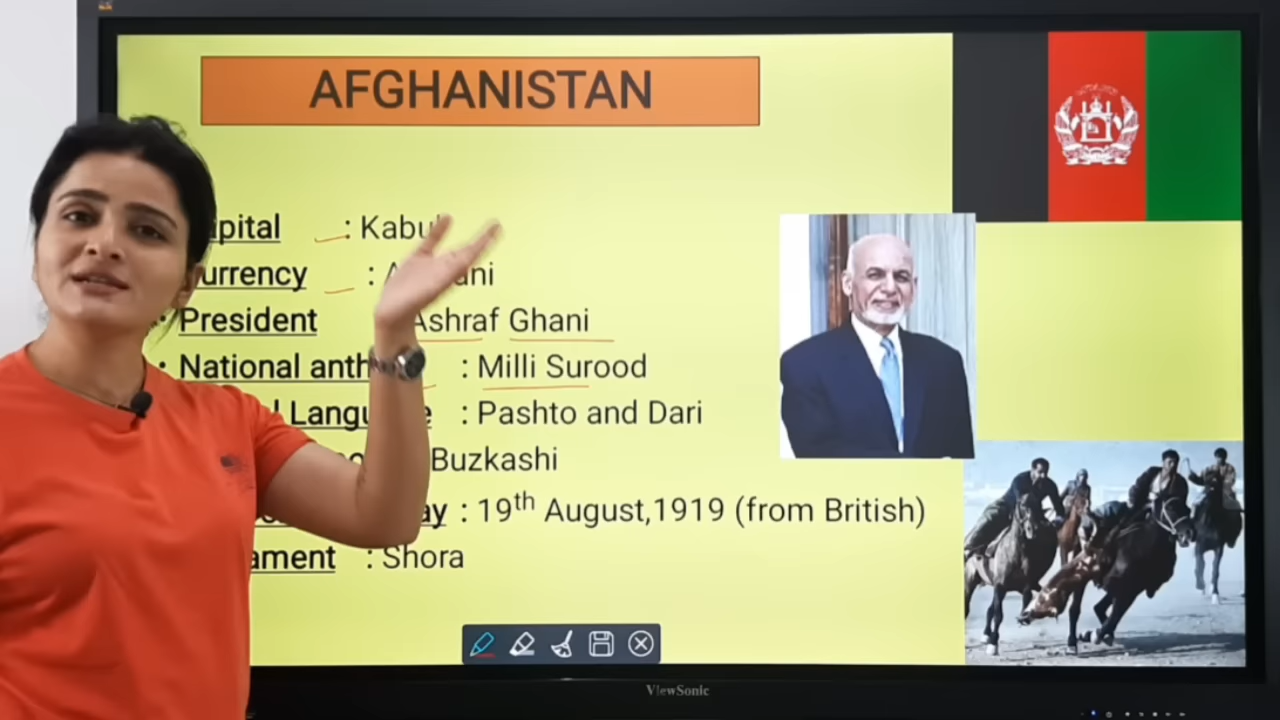 AFGHANISTAN
pital : Kabul
urrency : A ani
• President Ashraf Ghani
• National anth : Milli Surood
l Langu e : Pashto and Dari
Buzkashi
ay : 19th August,1919 (from British)
ament : Shora
ViewSonic